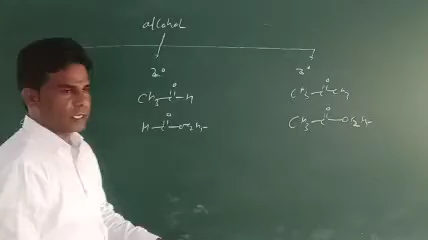 alcohol
2° 3°
O O
CH3-C-H CH3-C-CH3
O O
H-C-OC2H5 CH3-C-OC2H5